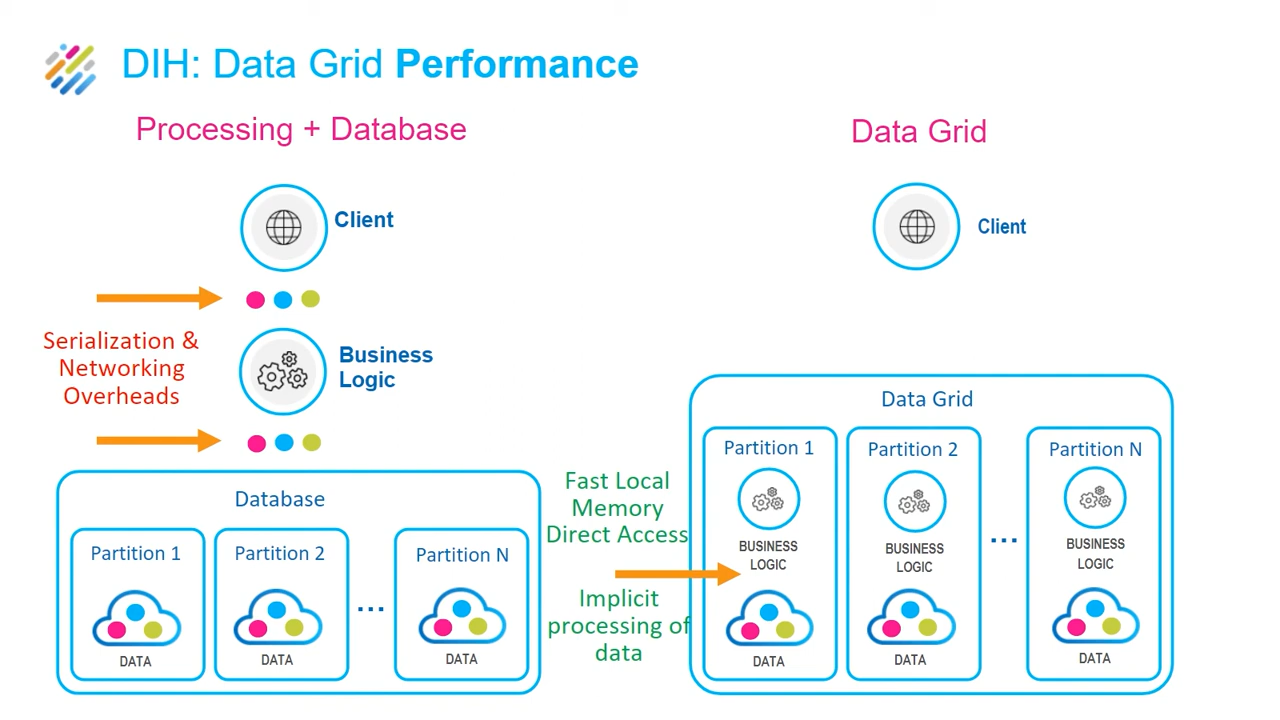 DIH: Data Grid Performance
Processing + Database
Client
Serialization &
Networking
Overheads
Business
Logic
Database
Partition 1
DATA
Partition 2
DATA
...
Partition N
DATA
Fast Local
Memory
Direct Access
Implicit
processing of
data
Data Grid
Client
Data Grid
Partition 1
BUSINESS
LOGIC
DATA
Partition 2
BUSINESS
LOGIC
DATA
...
Partition N
BUSINESS
LOGIC
DATA